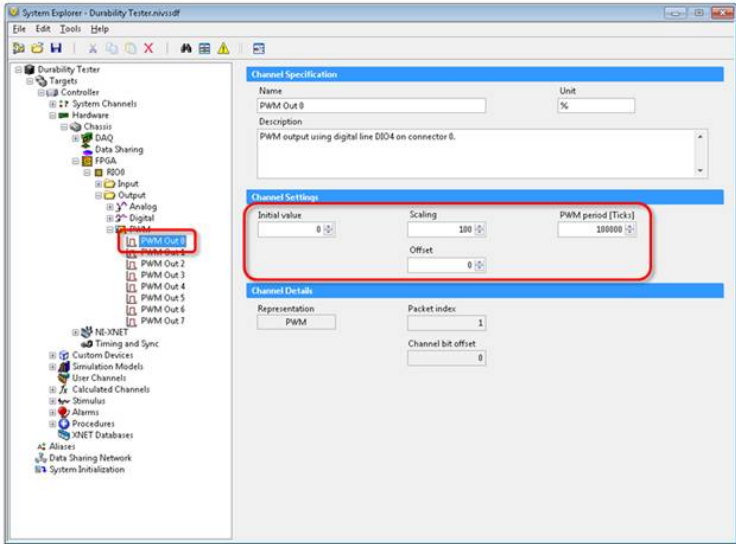 System Explorer - Durability Tester.nivssdf
File Edit Tools Help
Durability Tester
Targets
Controller
System Channels
Hardware
Chassis
DAQ
Data Sharing
FPGA
RIO0
Input
Output
Analog
Digital
PWM
PWM Out 0
PWM Out 1
PWM Out 2
PWM Out 3
PWM Out 4
PWM Out 5
PWM Out 6
PWM Out 7
NI-XNET
Timing and Sync
Custom Devices
Simulation Models
User Channels
Calculated Channels
Stimulus
Alarms
Procedures
XNET Databases
Aliases
Data Sharing Network
System Initialization
Channel Specification
Name Unit
PWM Out 0 %
Description
PWM output using digital line DIO4 on connector 0.
Channel Settings
Initial value Scaling PWM period [Ticks]
0 100 100000
Offset
0
Channel Details
Representation Packet index
PWM 1
Channel bit offset
0